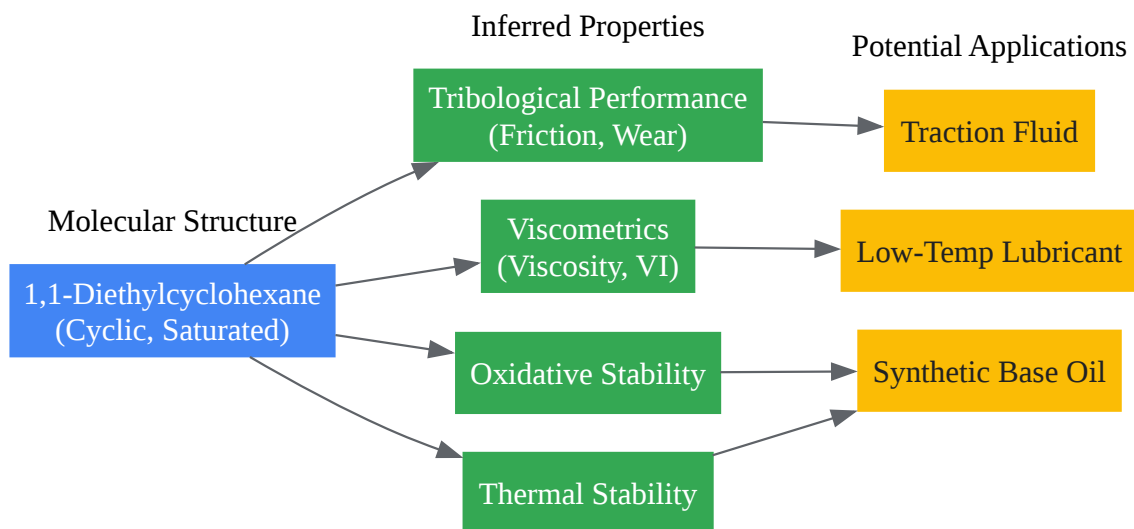 Inferred Properties
Potential Applications
Tribological Performance
(Friction, Wear)
Traction Fluid
Molecular Structure
Viscometrics
(Viscosity, VI)
Low-Temp Lubricant
1,1-Diethylcyclohexane
(Cyclic, Saturated)
Oxidative Stability
Synthetic Base Oil
Thermal Stability